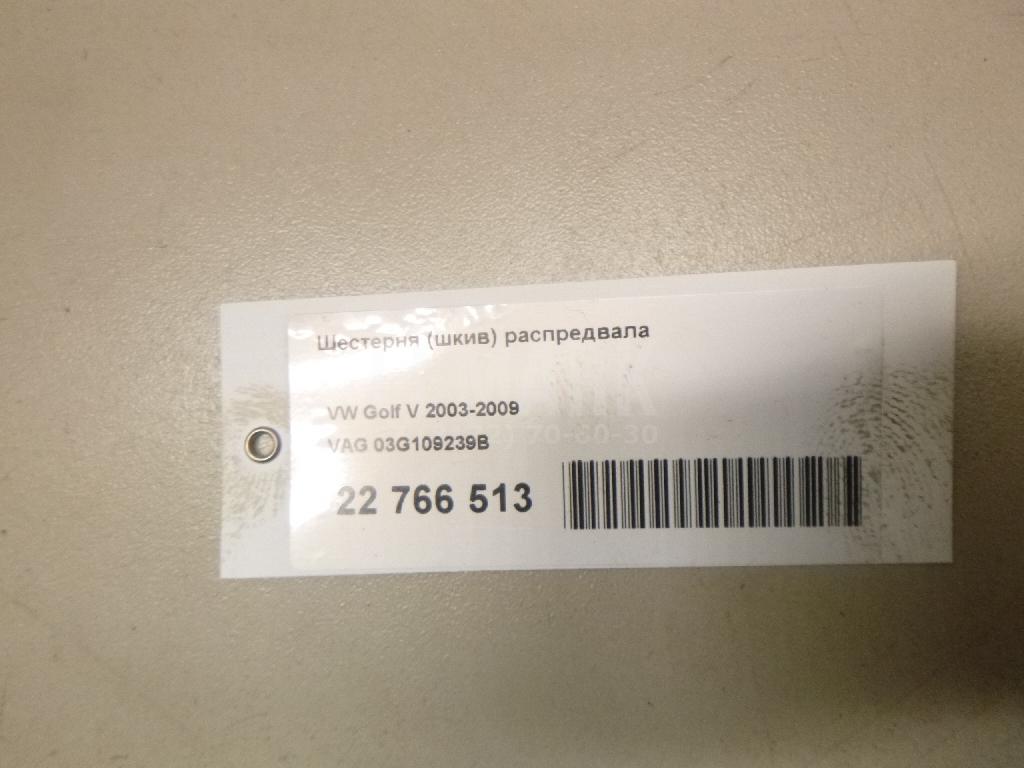 Шестерня (шкив) распредвала
VW Golf V 2003-2009
VAG 03G109239B
22 766 513